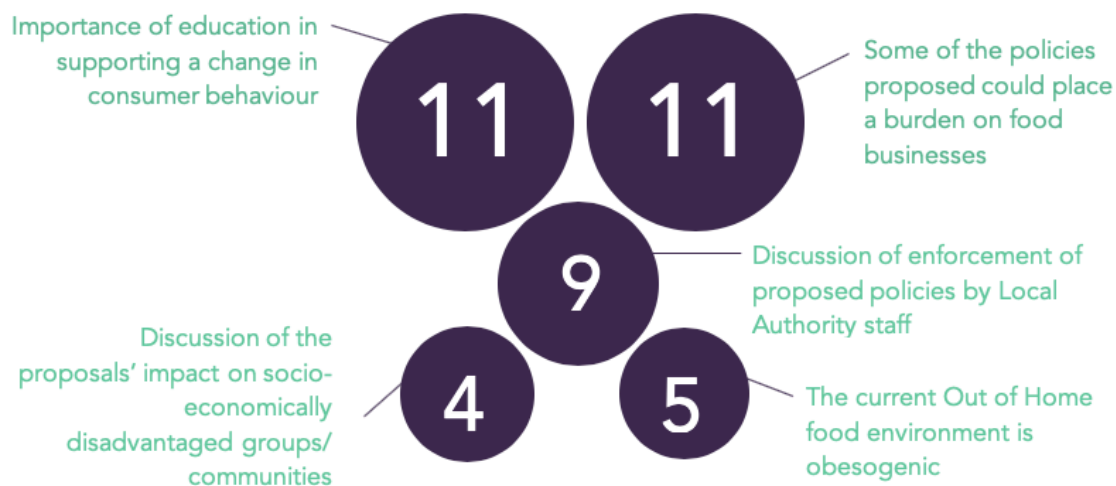 Importance of education in
supporting a change in
consumer behaviour
11
11
Some of the policies
proposed could place
a burden on food
businesses
9
Discussion of enforcement of
proposed policies by Local
Authority staff
Discussion of the
proposals' impact on socio-
economically
disadvantaged groups/
communities
4
5
The current Out of Home
food environment is
obesogenic